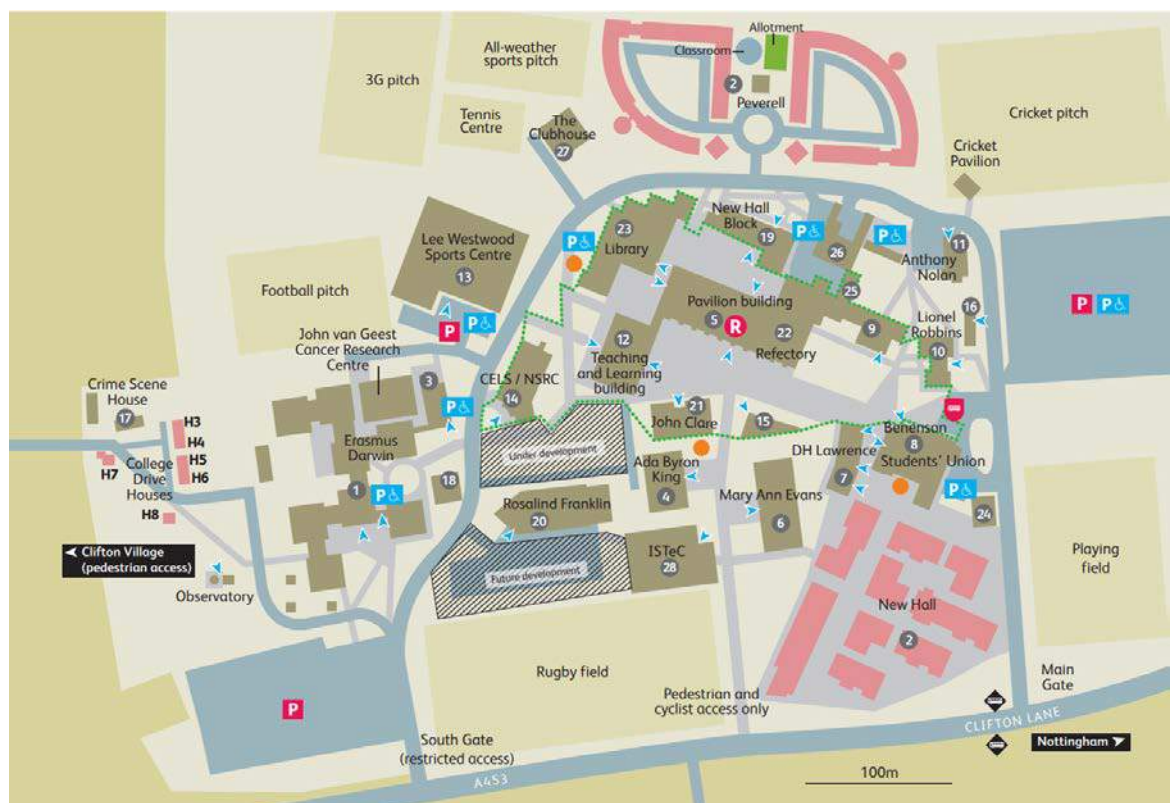 Allotment
Classroom
2
Peverell
All-weather
sports pitch
3G pitch
Tennis
Centre
The
Clubhouse
27
Cricket pitch
Cricket
Pavilion
New Hall
Block
19
23
Library
P
P
26
P
11
Anthony
Nolan
Lee Westwood
Sports Centre
13
P
P
Football pitch
25
Pavilion building
5
R
22
Refectory
9
16
Lionel
Robbins
10
P
P
John van Geest
Cancer Research
Centre
3
P
12
Teaching
and Learning
building
CELS / NSRC
14
Crime Scene
House
17
H3
H4
H5
H6
H7
College
Drive
Houses
H8
Erasmus
Darwin
1
P
18
Under development
21
John Clare
15
Benenson
8
Students' Union
DH Lawrence
7
P
24
Ada Byron
King
4
Mary Ann Evans
6
Rosalind Franklin
20
ISTeC
28
Future development
Clifton Village
(pedestrian access)
Observatory
Playing
field
New Hall
2
Rugby field
Pedestrian and
cyclist access only
Main
Gate
P
South Gate
(restricted access)
A453
CLIFTON LANE
Nottingham
100m